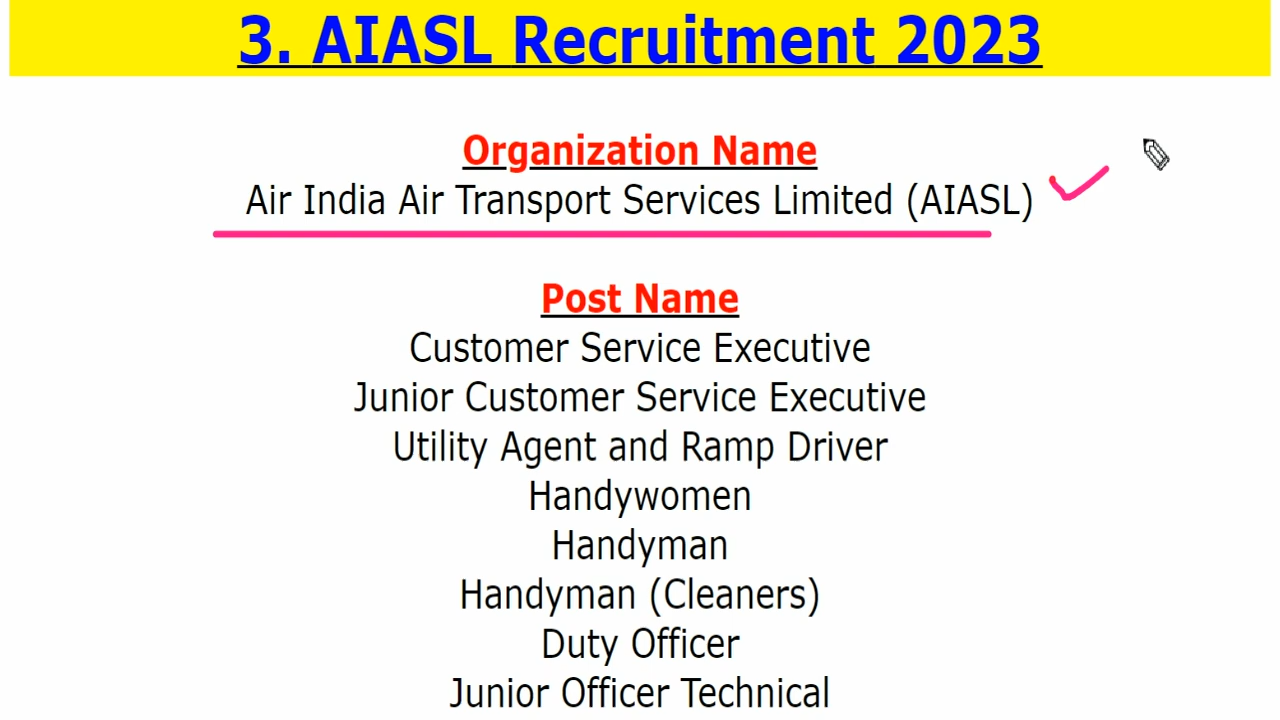 3. AIASL Recruitment 2023
Organization Name
Air India Air Transport Services Limited (AIASL)
Post Name
Customer Service Executive
Junior Customer Service Executive
Utility Agent and Ramp Driver
Handywomen
Handyman
Handyman (Cleaners)
Duty Officer
Junior Officer Technical